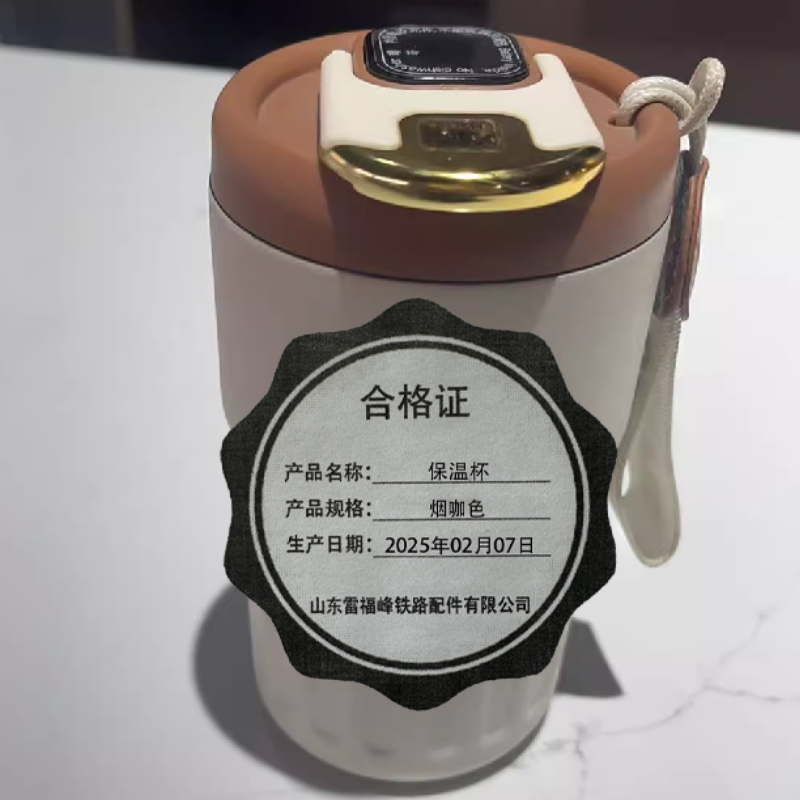 No dishwash
合格证
产品名称：保温杯
产品规格：烟咖色
生产日期：2025年02月07日
山东雷福峰铁路配件有限公司